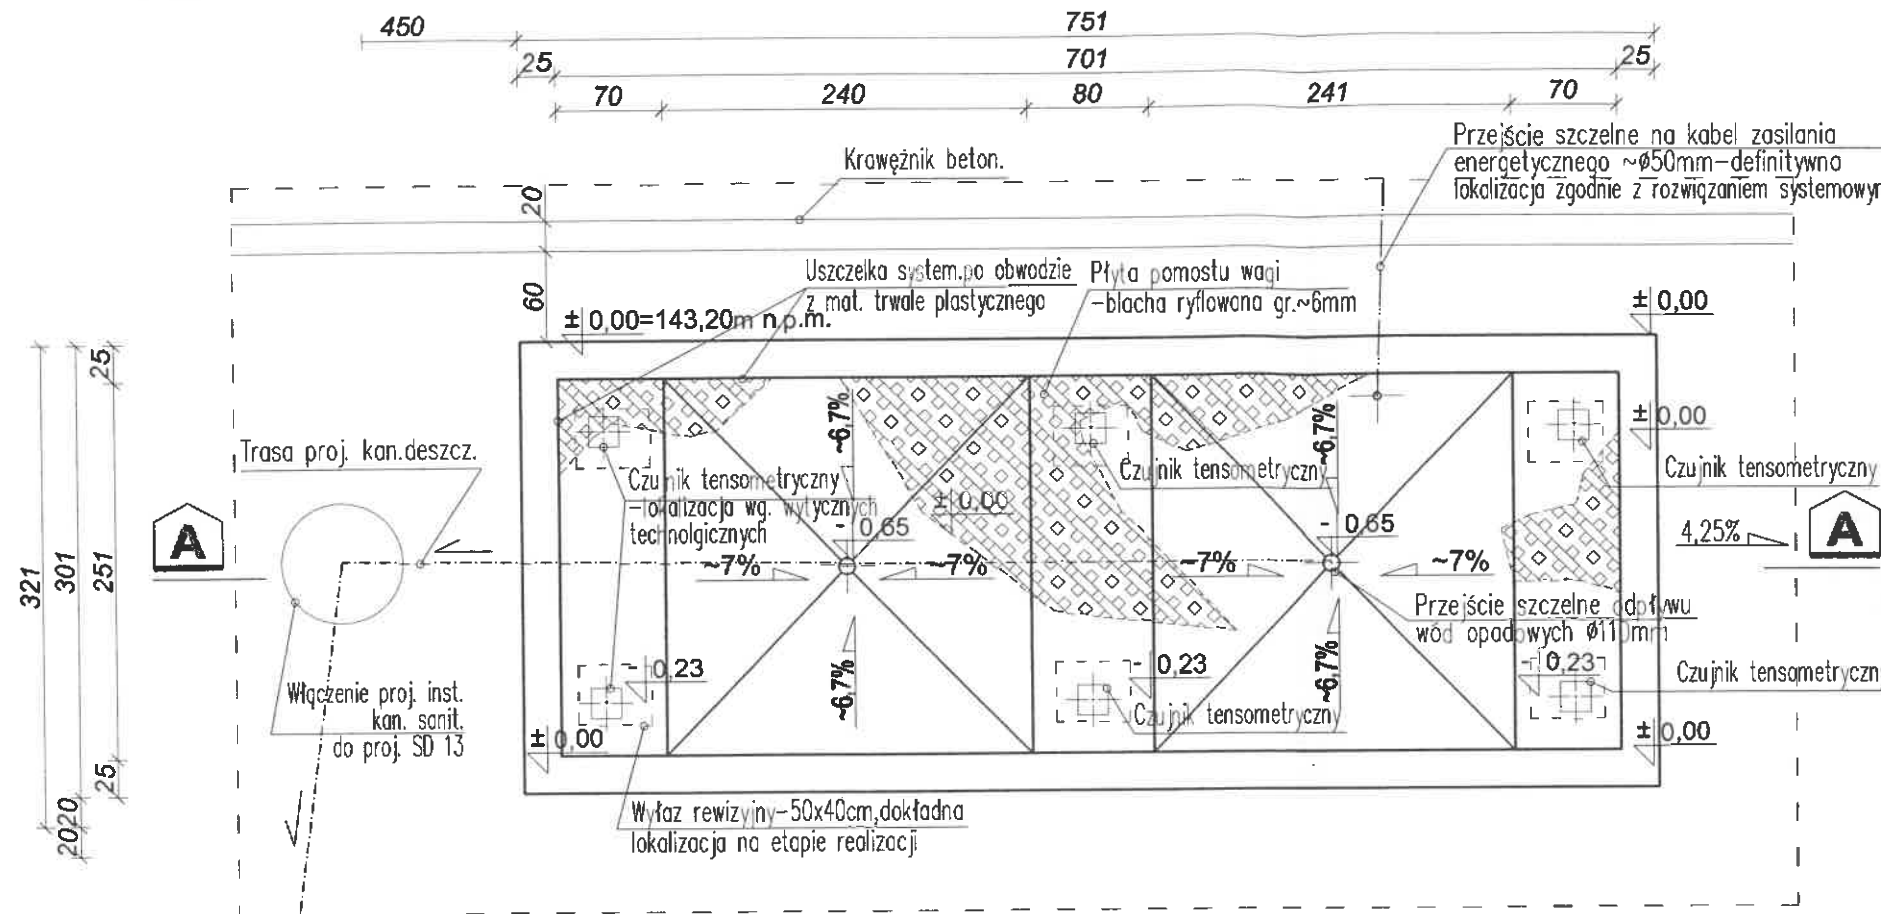 450
751
25
701
25
70
240
80
241
70
Przejście szczelne na kabel zasilania
energetycznego ~ø50mm-definitywna
lokalizacja zgodnie z rozwiązaniem systemowym
Krawężnik beton.
20
60
Uszczelka system.po obwodzie
z mat. trwale plastycznego
Płyta pomostu wagi
-blacha ryflowana gr.~6mm
± 0,00=143,20m n.p.m.
± 0,00
25
321
301
251
25
20
20
Trasa proj. kan.deszcz.
A
Włączenie proj. inst.
kan. sanit.
do proj. SD 13
Czujnik tensometryczny
-lokalizacja wg. wytycznych
technolgicznych
~6,7%
± 0,00
- 0,65
~7%
~7%
~6,7%
Czujnik tensometryczny
~6,7%
- 0,65
~7%
~7%
~6,7%
± 0,00
Czujnik tensometryczny
4,25%
A
Przejście szczelne odpływu
wód opadowych Ø110mm
- 0,23
- 0,23
- 0,23
Czujnik tensometryczny
Czujnik tensometryczn
± 0,00
± 0,00
Wyłaz rewizyjny-50x40cm,dokładna
lokalizacja na etapie realizacji